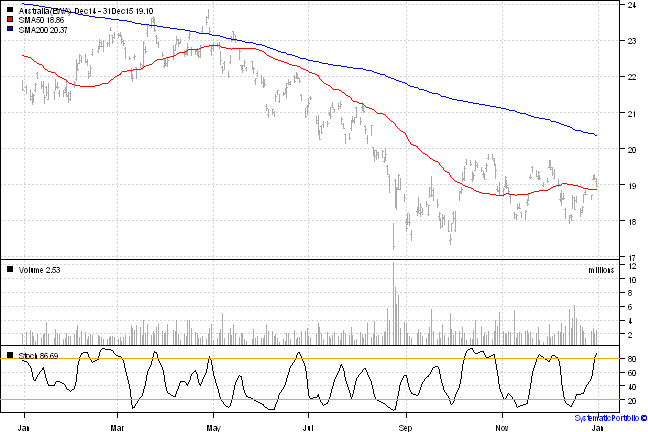 Australia(EWA) Dec14 - 31Dec15 19.10
SMA50 18.86
SMA200 20.37
24
23
22
21
20
19
18
17
Volume 2.53
millions
12
10
8
6
4
2
Stoch 86.69
80
60
40
20
Jan Mar May Jul Sep Nov Jan
SystematicPortfolio ©